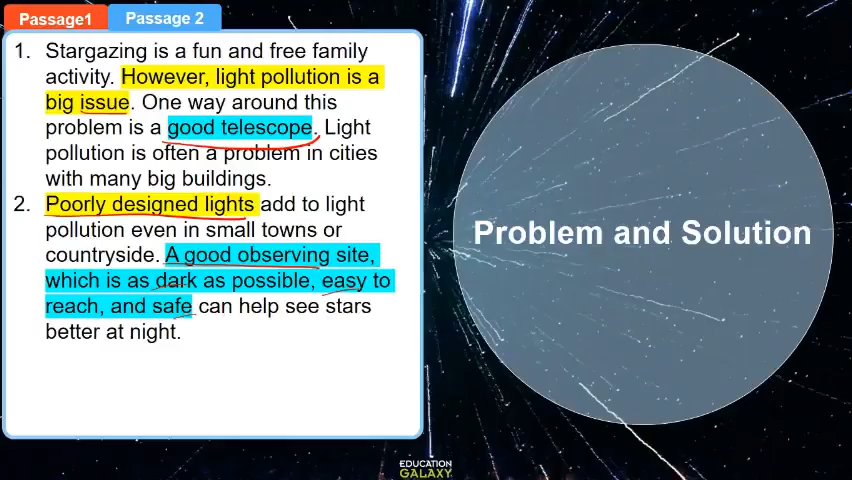 Passage1
Passage 2
1. Stargazing is a fun and free family
activity. However, light pollution is a
big issue. One way around this
problem is a good telescope. Light
pollution is often a problem in cities
with many big buildings.
2. Poorly designed lights add to light
pollution even in small towns or
countryside. A good observing site,
which is as dark as possible, easy to
reach, and safe can help see stars
better at night.
Problem and Solution
EDUCATION
GALAXY